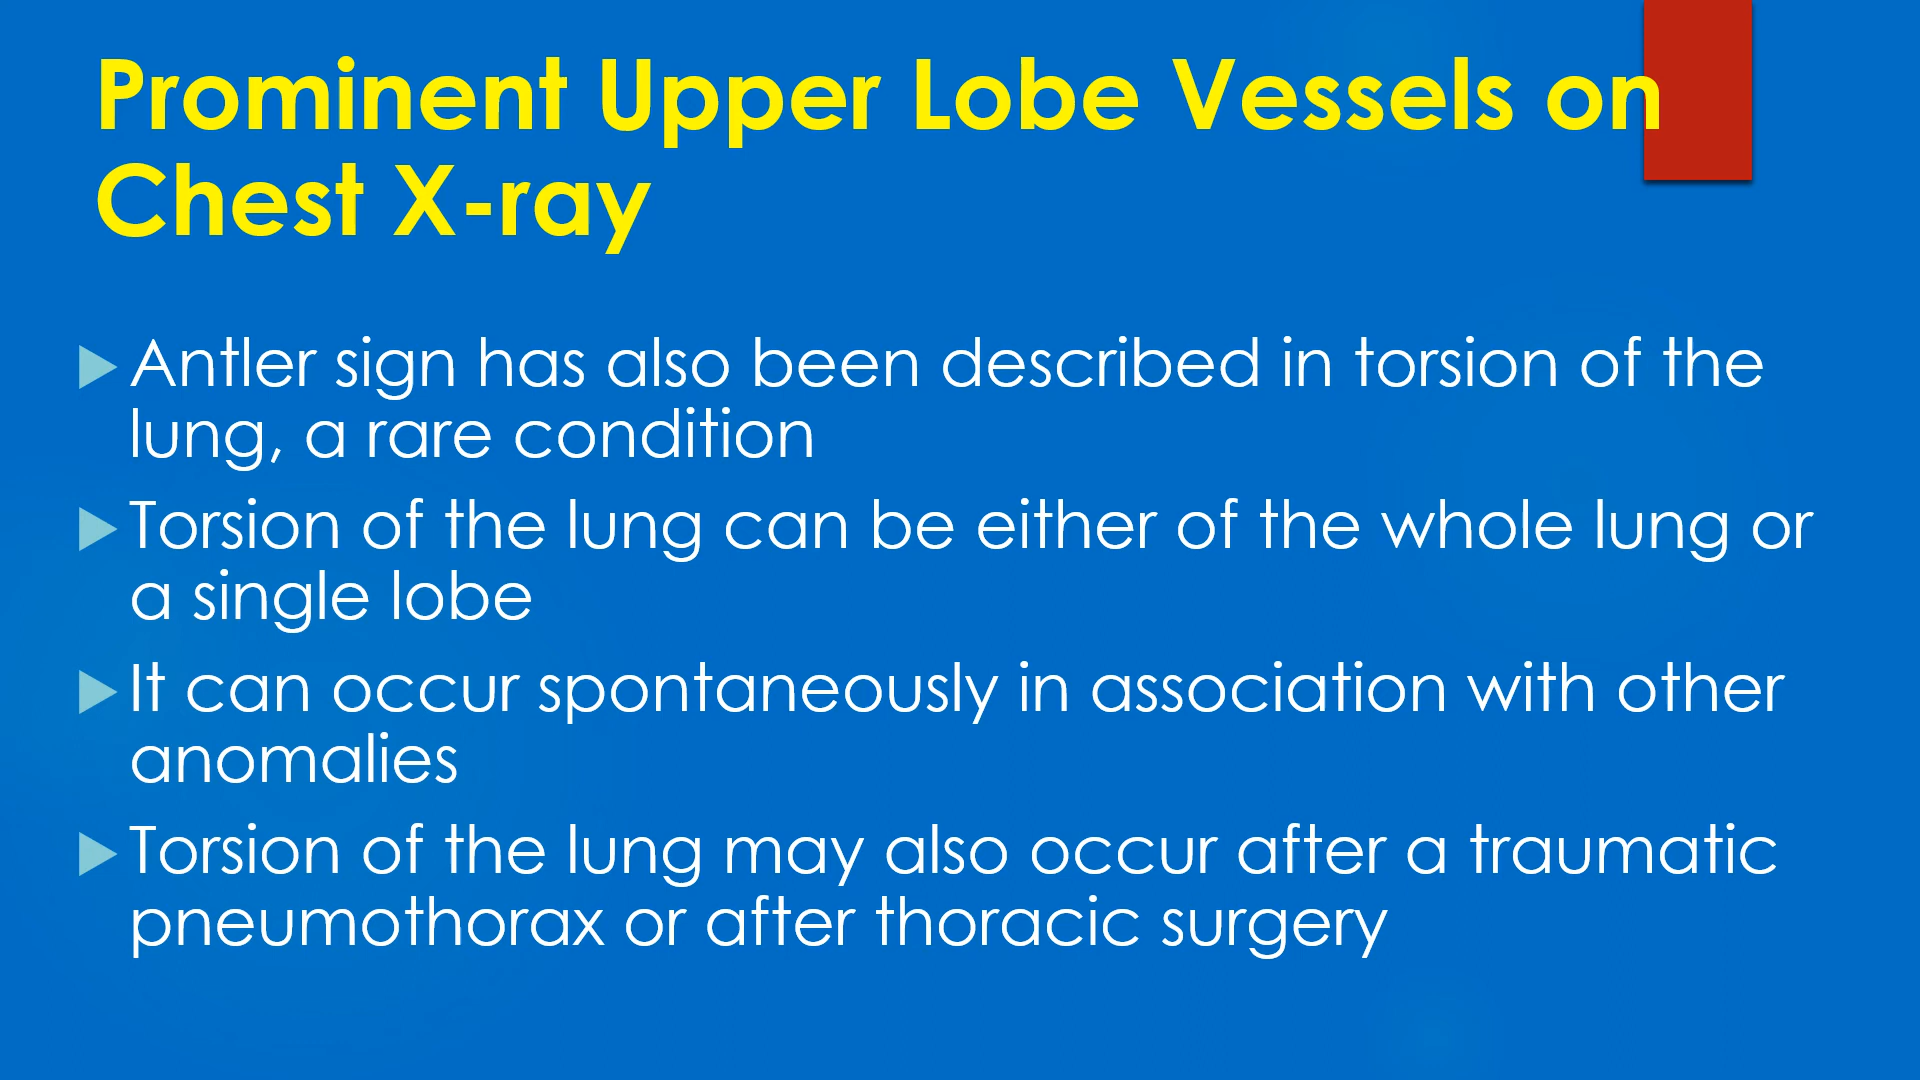 Prominent Upper Lobe Vessels on
Chest X-ray
Antler sign has also been described in torsion of the
lung, a rare condition
Torsion of the lung can be either of the whole lung or
a single lobe
It can occur spontaneously in association with other
anomalies
Torsion of the lung may also occur after a traumatic
pneumothorax or after thoracic surgery